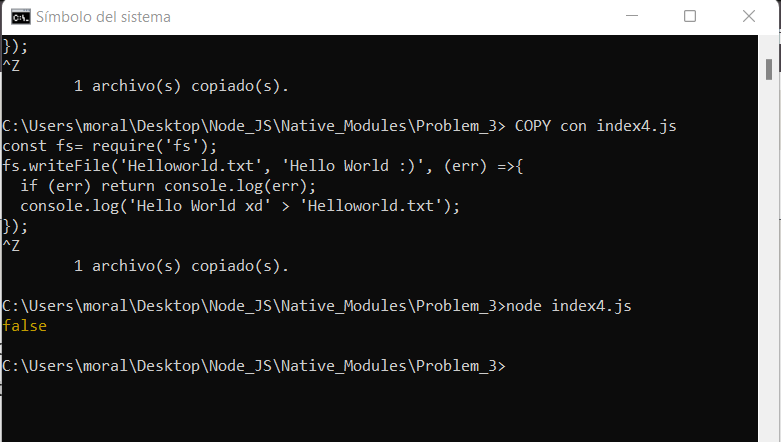 Símbolo del sistema
});
^Z
        1 archivo(s) copiado(s).
C:\Users\moral\Desktop\Node_JS\Native_Modules\Problem_3> COPY con index4.js
const fs= require('fs');
fs.writeFile('Helloworld.txt', 'Hello World :)', (err) =>{
  if (err) return console.log(err);
  console.log('Hello World xd' > 'Helloworld.txt');
});
^Z
        1 archivo(s) copiado(s).
C:\Users\moral\Desktop\Node_JS\Native_Modules\Problem_3>node index4.js
false
C:\Users\moral\Desktop\Node_JS\Native_Modules\Problem_3>